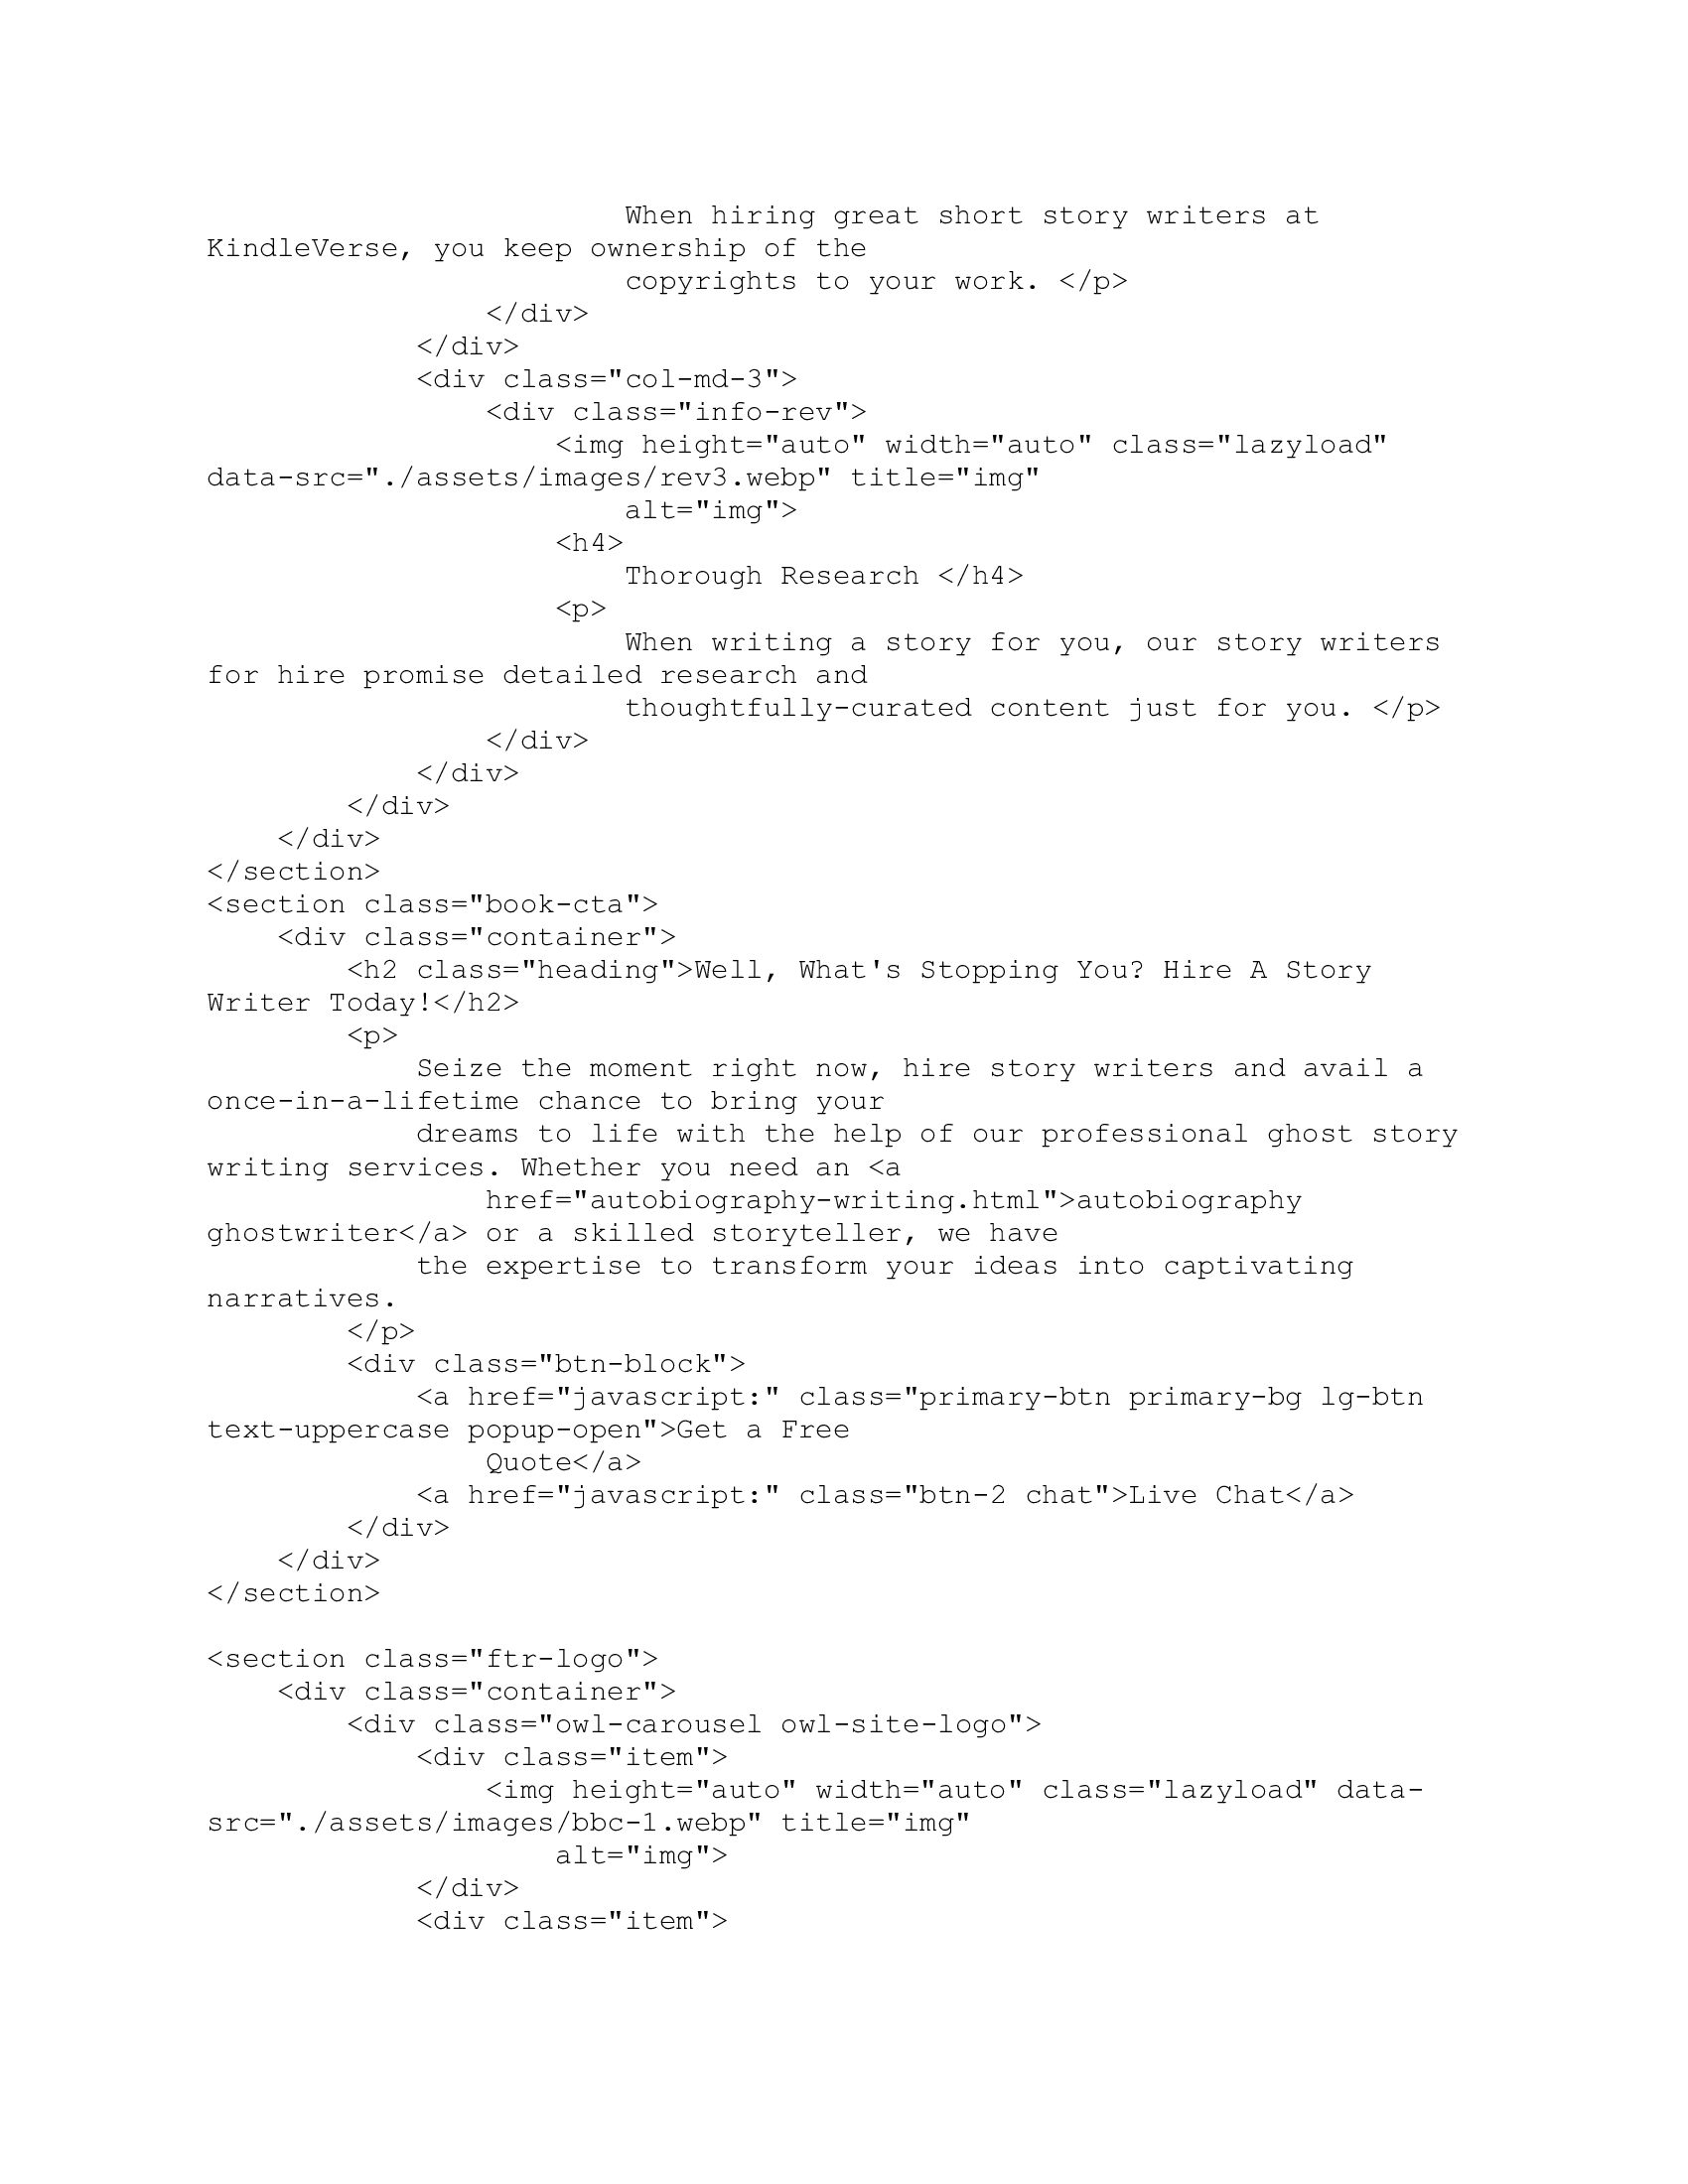 When hiring great short story writers at
KindleVerse, you keep ownership of the
copyrights to your work. </p>
</div>
</div>
<div class="col-md-3">
<div class="info-rev">
<img height="auto" width="auto" class="lazyload"
data-src="./assets/images/rev3.webp" title="img"
alt="img">
<h4>
Thorough Research </h4>
<p>
When writing a story for you, our story writers
for hire promise detailed research and
thoughtfully-curated content just for you. </p>
</div>
</div>
</div>
</div>
</section>
<section class="book-cta">
<div class="container">
<h2 class="heading">Well, What's Stopping You? Hire A Story
Writer Today!</h2>
<p>
Seize the moment right now, hire story writers and avail a
once-in-a-lifetime chance to bring your
dreams to life with the help of our professional ghost story
writing services. Whether you need an <a
href="autobiography-writing.html">autobiography
ghostwriter</a> or a skilled storyteller, we have
the expertise to transform your ideas into captivating
narratives.
</p>
<div class="btn-block">
<a href="javascript:" class="primary-btn primary-bg lg-btn
text-uppercase popup-open">Get a Free
Quote</a>
<a href="javascript:" class="btn-2 chat">Live Chat</a>
</div>
</div>
</section>
<section class="ftr-logo">
<div class="container">
<div class="owl-carousel owl-site-logo">
<div class="item">
<img height="auto" width="auto" class="lazyload" data-
src="./assets/images/bbc-1.webp" title="img"
alt="img">
</div>
<div class="item">